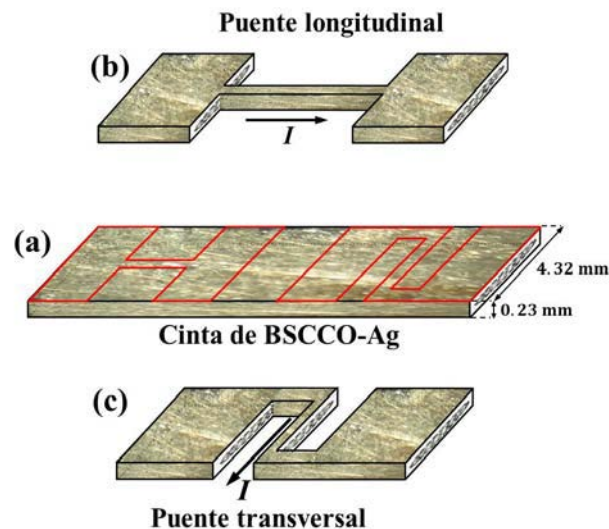 Puente longitudinal
(b)
I
(a)
4.32 mm
0.23 mm
Cinta de BSCCO-Ag
(c)
I
Puente transversal